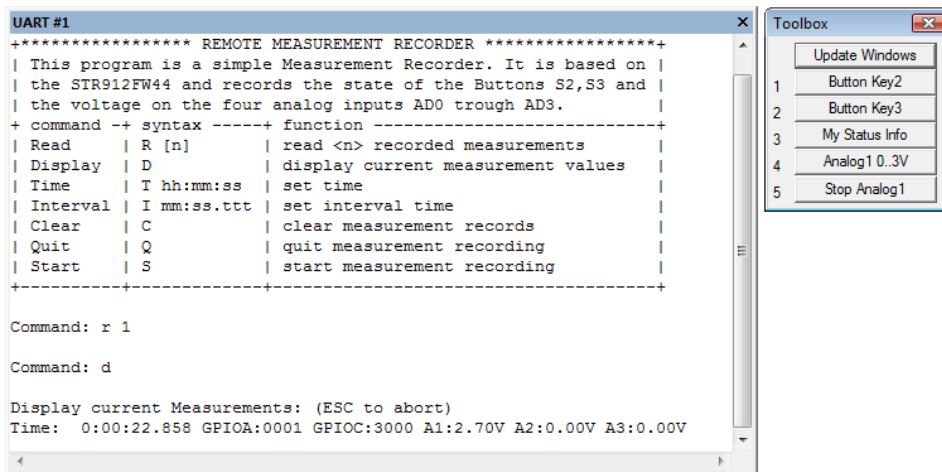 UART #1
+****************** REMOTE MEASUREMENT RECORDER ******************+
| This program is a simple Measurement Recorder. It is based on |
| the STR912FW44 and records the state of the Buttons S2,S3 and |
| the voltage on the four analog inputs AD0 trough AD3. |
+ command -+ syntax -----+ function ----------------------------+
| Read | R [n] | read <n> recorded measurements |
| Display | D | display current measurement values |
| Time | T hh:mm:ss | set time |
| Interval | I mm:ss.ttt | set interval time |
| Clear | C | clear measurement records |
| Quit | Q | quit measurement recording |
| Start | S | start measurement recording |
+----------+-------------+--------------------------------------+
Command: r 1
Command: d
Display current Measurements: (ESC to abort)
Time: 0:00:22.858 GPIOA:0001 GPIOC:3000 A1:2.70V A2:0.00V A3:0.00V
Toolbox
Update Windows
1 Button Key2
2 Button Key3
3 My Status Info
4 Analog1 0..3V
5 Stop Analog1